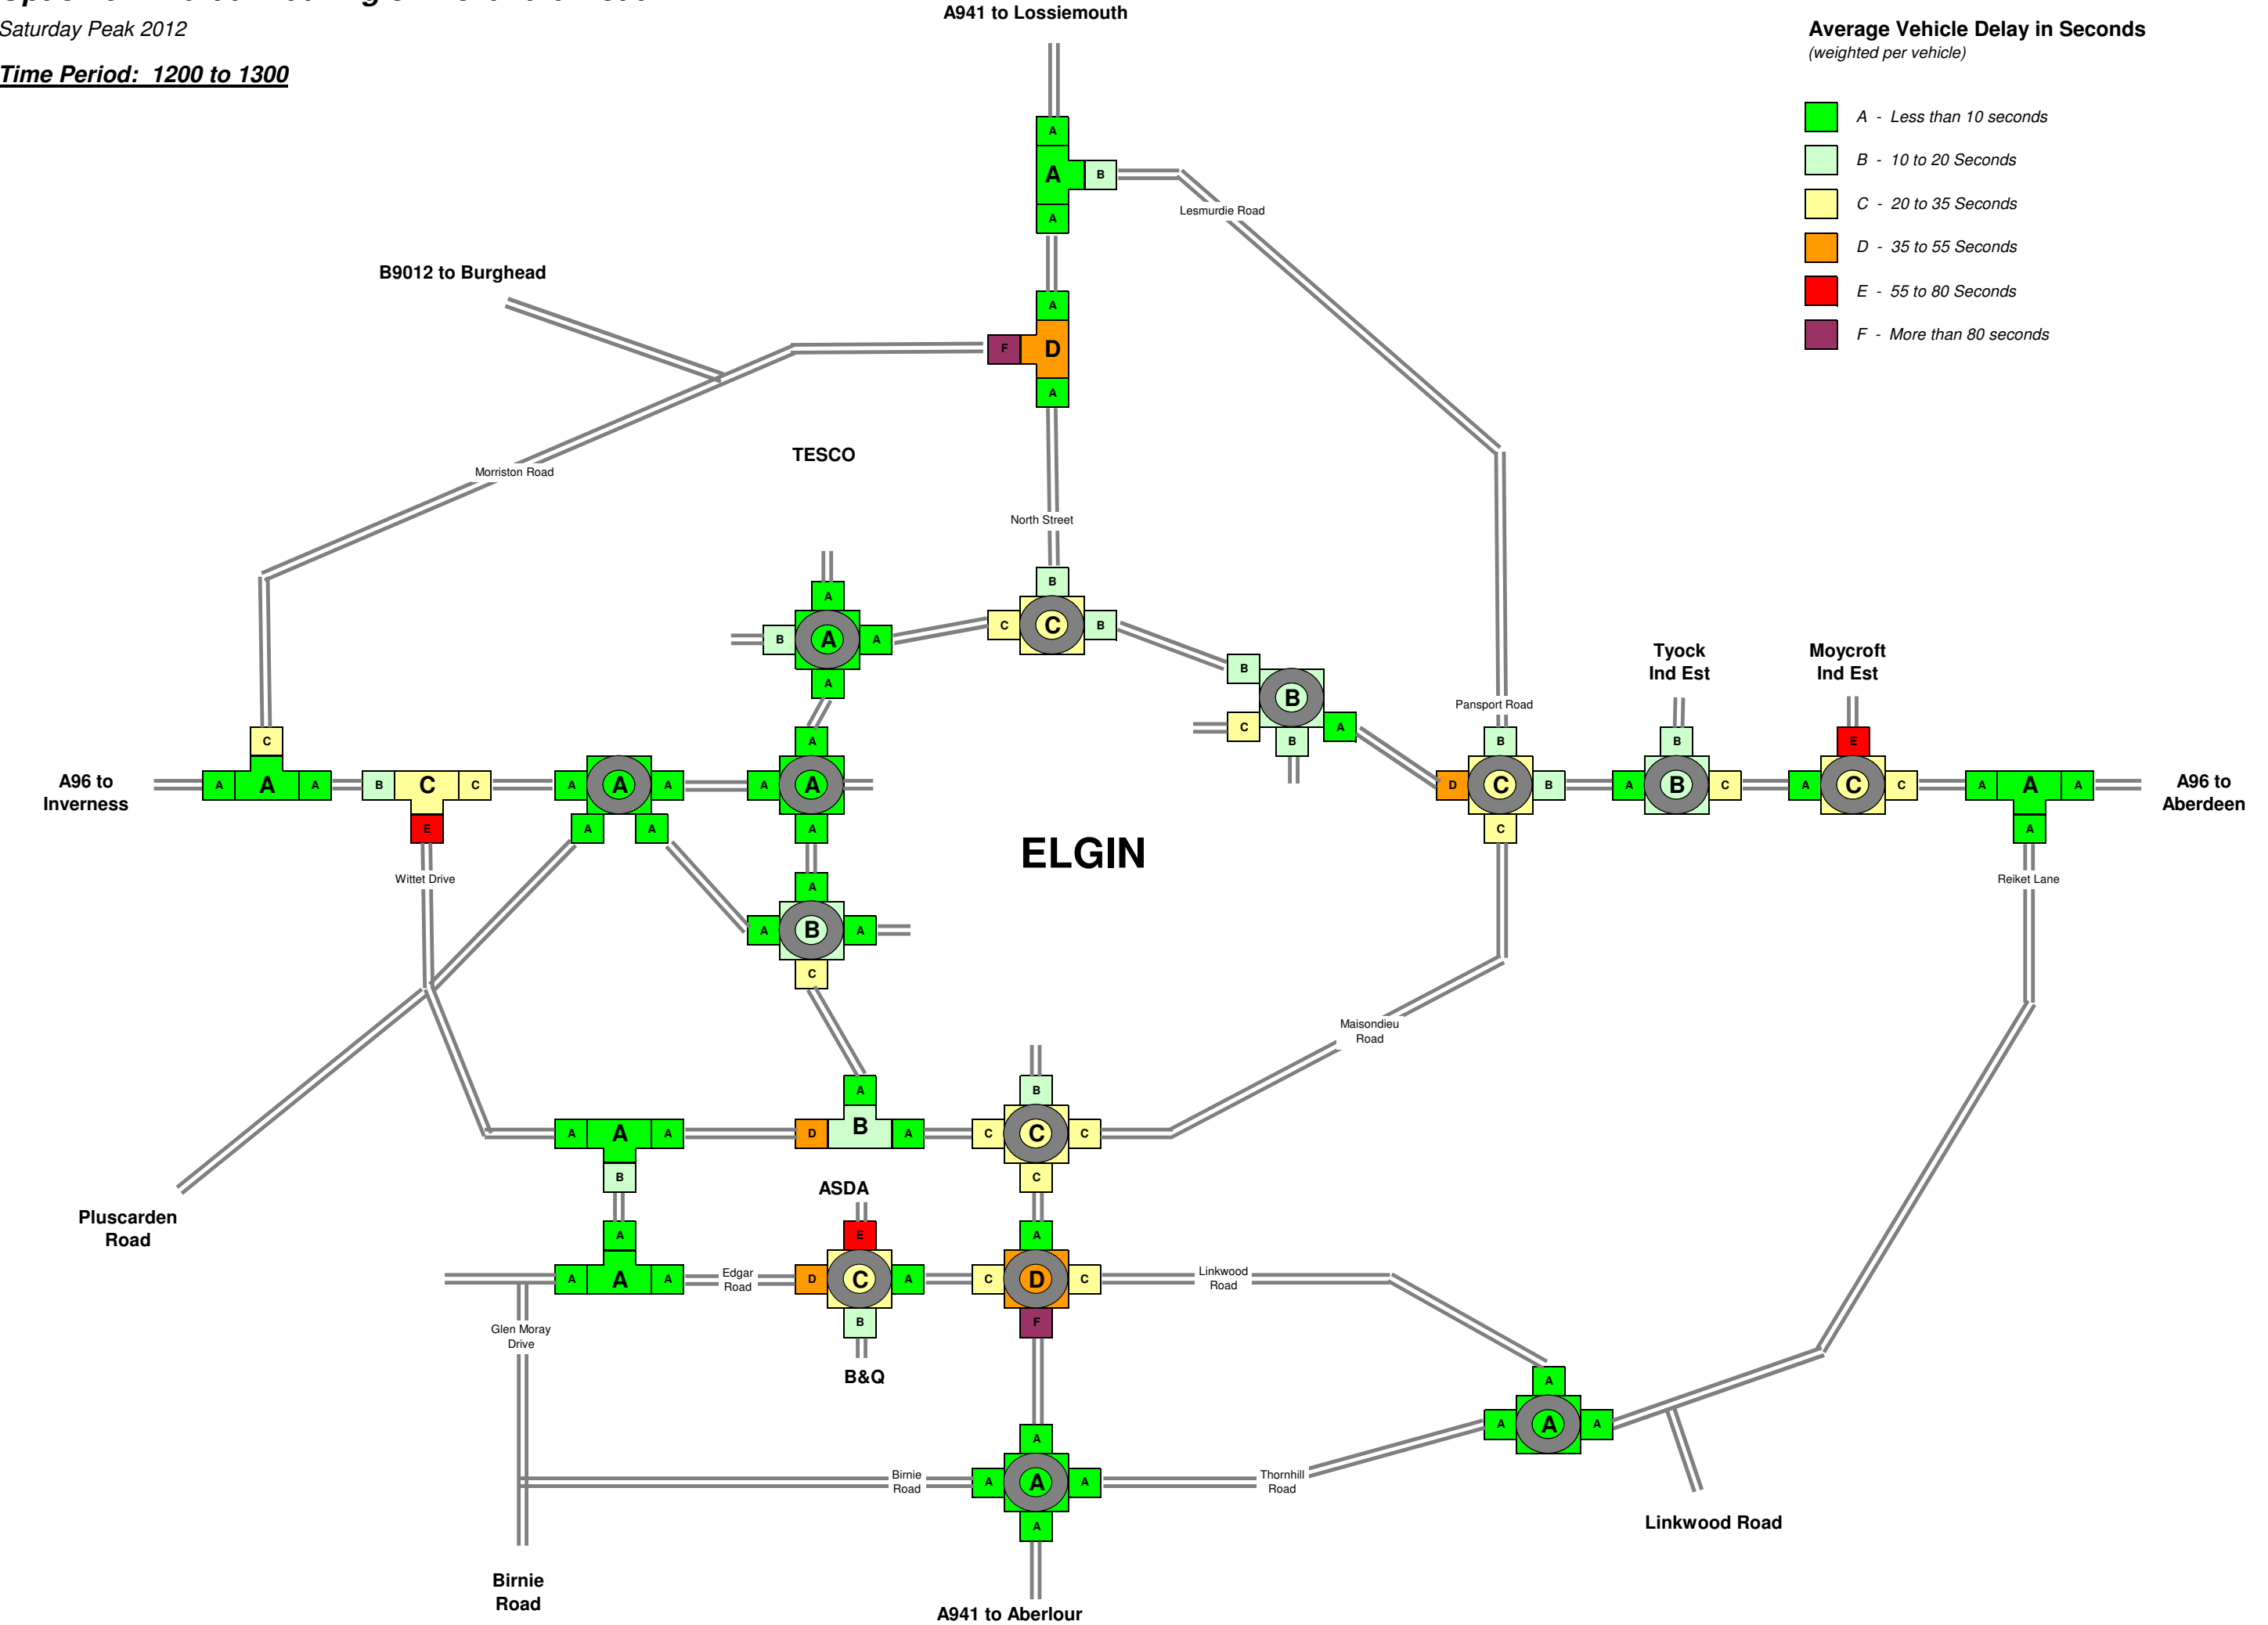 Saturday Peak 2012
Time Period: 1200 to 1300
A941 to Lossiemouth
Average Vehicle Delay in Seconds
(weighted per vehicle)
A - Less than 10 seconds
B - 10 to 20 Seconds
C - 20 to 35 Seconds
D - 35 to 55 Seconds
E - 55 to 80 Seconds
F - More than 80 seconds
A
A B
A
Lesmurdie Road
B9012 to Burghead
A
F D
A
TESCO
Morriston Road
North Street
A
B A A
A
B
C C B
B
B
C A
B
Pansport Road
Tyock
Ind Est
Moycroft
Ind Est
A96 to
Inverness
C
A A A
B C C
E
A A A
A A
A
A A
A
B
D C B
C
B
A B C
E
A C C
A A A
A
A96 to
Aberdeen
ELGIN
Wittet Drive
Reiket Lane
A
A B A
C
Maisondieu
Road
A A A
B
A
D B A
B
C C C
C
Pluscarden
Road
ASDA
A
A A A
Edgar
Road
E
D C A
B
A
C D C
F
Linkwood
Road
Glen Moray
Drive
B&Q
A
A A A
Birnie
Road
A
A A A
A
Thornhill
Road
Linkwood Road
Birnie
Road
A941 to Aberlour